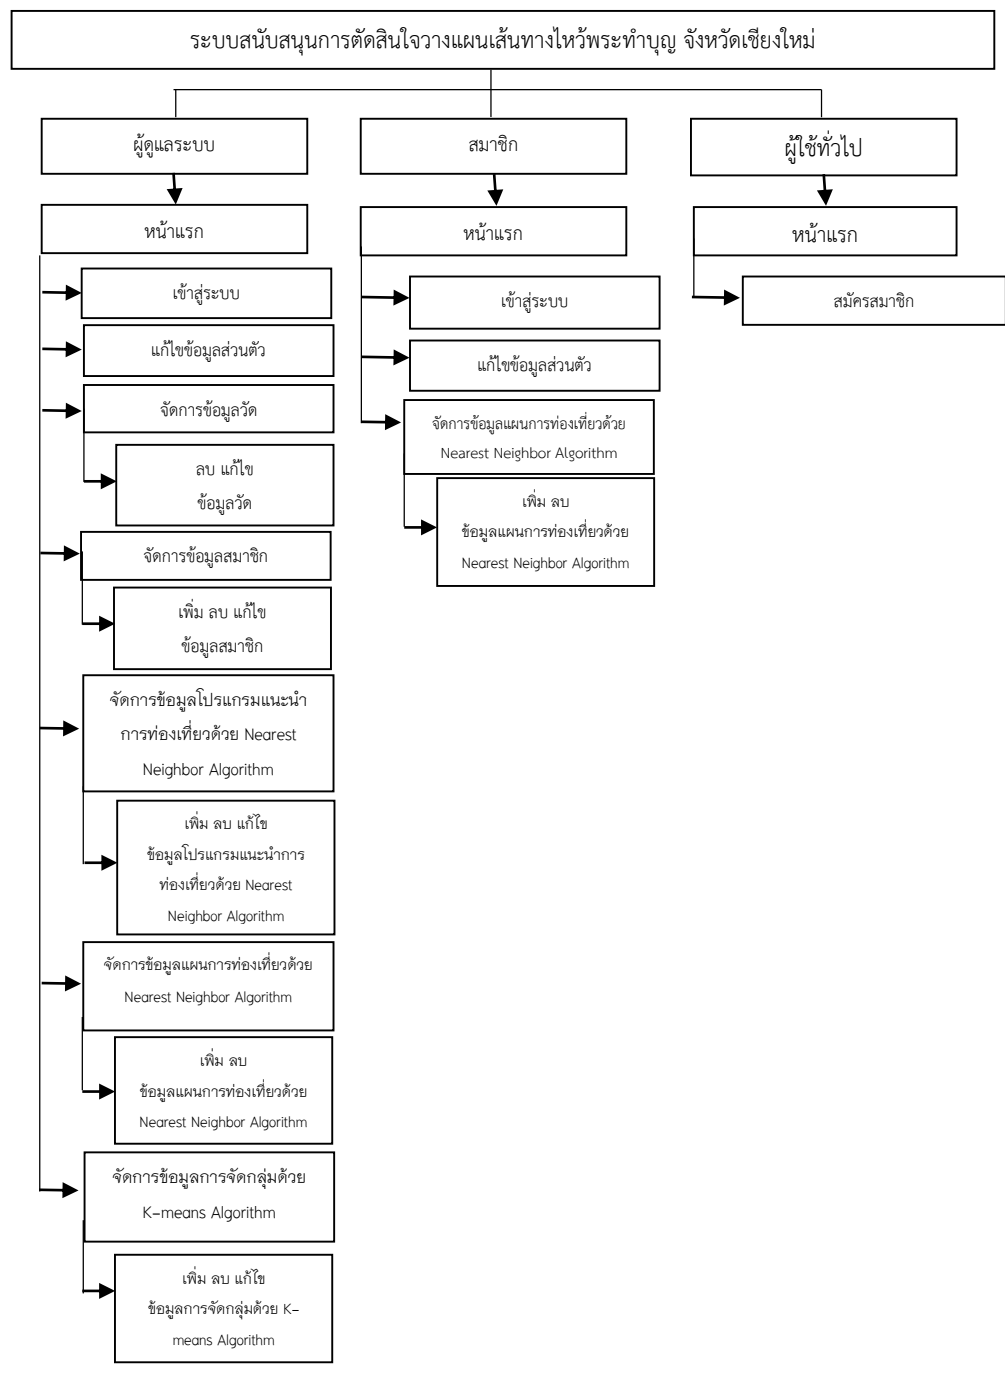 ระบบสนับสนุนการตัดสินใจวางแผนเส้นทางไหว้พระทำบุญ จังหวัดเชียงใหม่
ผู้ดูแลระบบ
หน้าแรก
เข้าสู่ระบบ
แก้ไขข้อมูลส่วนตัว
จัดการข้อมูลวัด
ลบ แก้ไข
ข้อมูลวัด
จัดการข้อมูลสมาชิก
เพิ่ม ลบ แก้ไข
ข้อมูลสมาชิก
จัดการข้อมูลโปรแกรมแนะนำ
การท่องเที่ยวด้วย Nearest
Neighbor Algorithm
เพิ่ม ลบ แก้ไข
ข้อมูลโปรแกรมแนะนำการ
ท่องเที่ยวด้วย Nearest
Neighbor Algorithm
จัดการข้อมูลแผนการท่องเที่ยวด้วย
Nearest Neighbor Algorithm
เพิ่ม ลบ
ข้อมูลแผนการท่องเที่ยวด้วย
Nearest Neighbor Algorithm
จัดการข้อมูลการจัดกลุ่มด้วย
K-means Algorithm
เพิ่ม ลบ แก้ไข
ข้อมูลการจัดกลุ่มด้วย K-
means Algorithm
สมาชิก
หน้าแรก
เข้าสู่ระบบ
แก้ไขข้อมูลส่วนตัว
จัดการข้อมูลแผนการท่องเที่ยวด้วย
Nearest Neighbor Algorithm
เพิ่ม ลบ
ข้อมูลแผนการท่องเที่ยวด้วย
Nearest Neighbor Algorithm
ผู้ใช้ทั่วไป
หน้าแรก
สมัครสมาชิก